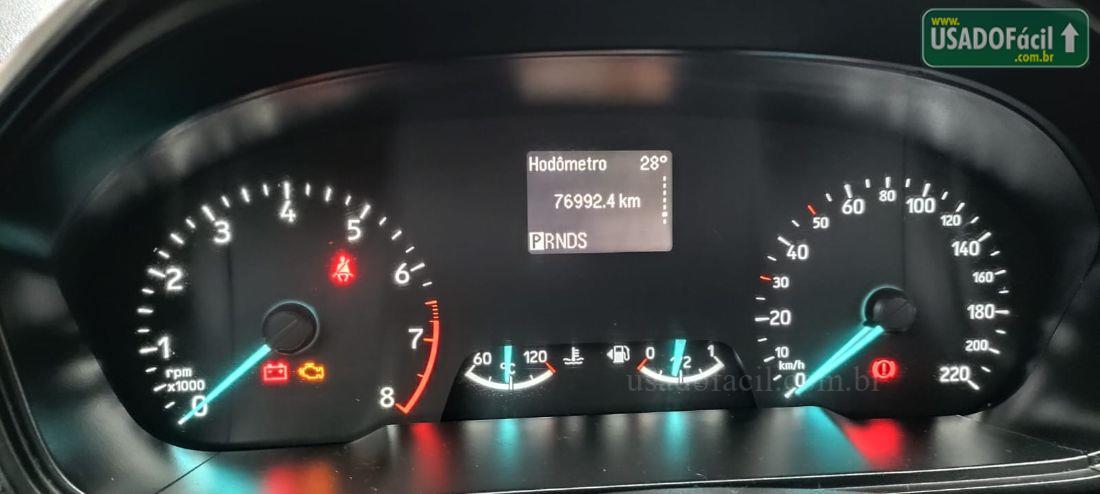 www.
USADOFácil
.com.br
Hodômetro 28°
76992.4 km
PRNDS
0
1
2
3
4
5
6
7
8
rpm
x1000
60 °C 120
0 1/2 1
0
10
20
30
40
50
60
80
100
120
140
160
180
200
220
km/h
usadofácil.com.br